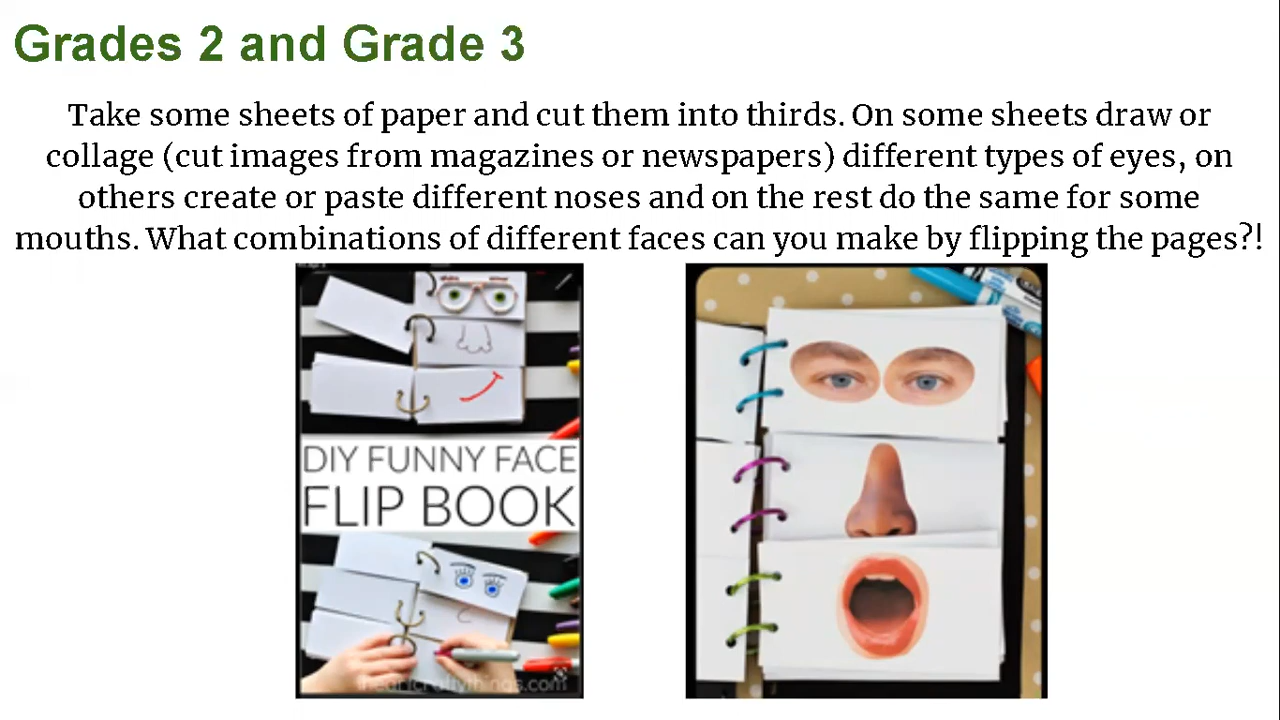 Grades 2 and Grade 3
Take some sheets of paper and cut them into thirds. On some sheets draw or
collage (cut images from magazines or newspapers) different types of eyes, on
others create or paste different noses and on the rest do the same for some
mouths. What combinations of different faces can you make by flipping the pages?!
DIY FUNNY FACE
FLIP BOOK